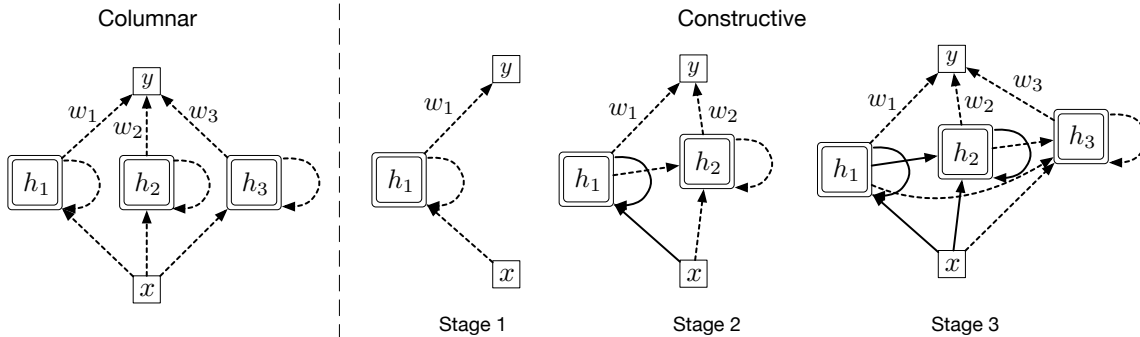 Columnar
Constructive
y
w1
w2
w3
h1
h2
h3
x
y
w1
h1
x
Stage 1
y
w1
w2
h1
h2
x
Stage 2
y
w1
w2
w3
h1
h2
h3
x
Stage 3